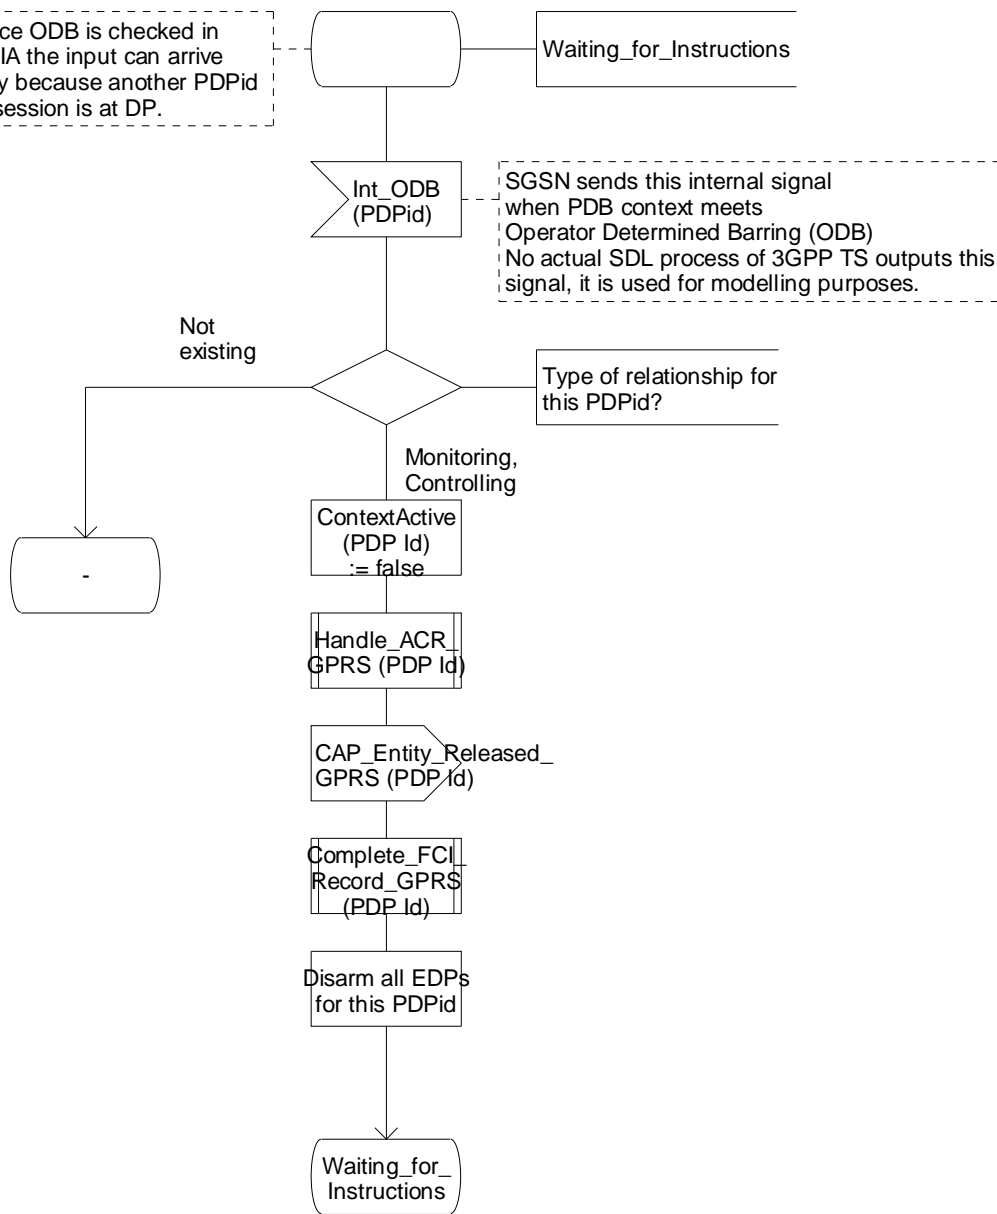 ce ODB is checked in
IA the input can arrive
y because another PDPid
session is at DP.
Waiting_for_Instructions
Int_ODB
(PDPid)
SGSN sends this internal signal
when PDB context meets
Operator Determined Barring (ODB)
No actual SDL process of 3GPP TS outputs this
signal, it is used for modelling purposes.
Not
existing
Type of relationship for
this PDPid?
Monitoring,
Controlling
ContextActive
(PDP Id)
:= false
-
Handle_ACR_
GPRS (PDP Id)
CAP_Entity_Released_
GPRS (PDP Id)
Complete_FCI_
Record_GPRS
(PDP Id)
Disarm all EDPs
for this PDPid
Waiting_for_
Instructions